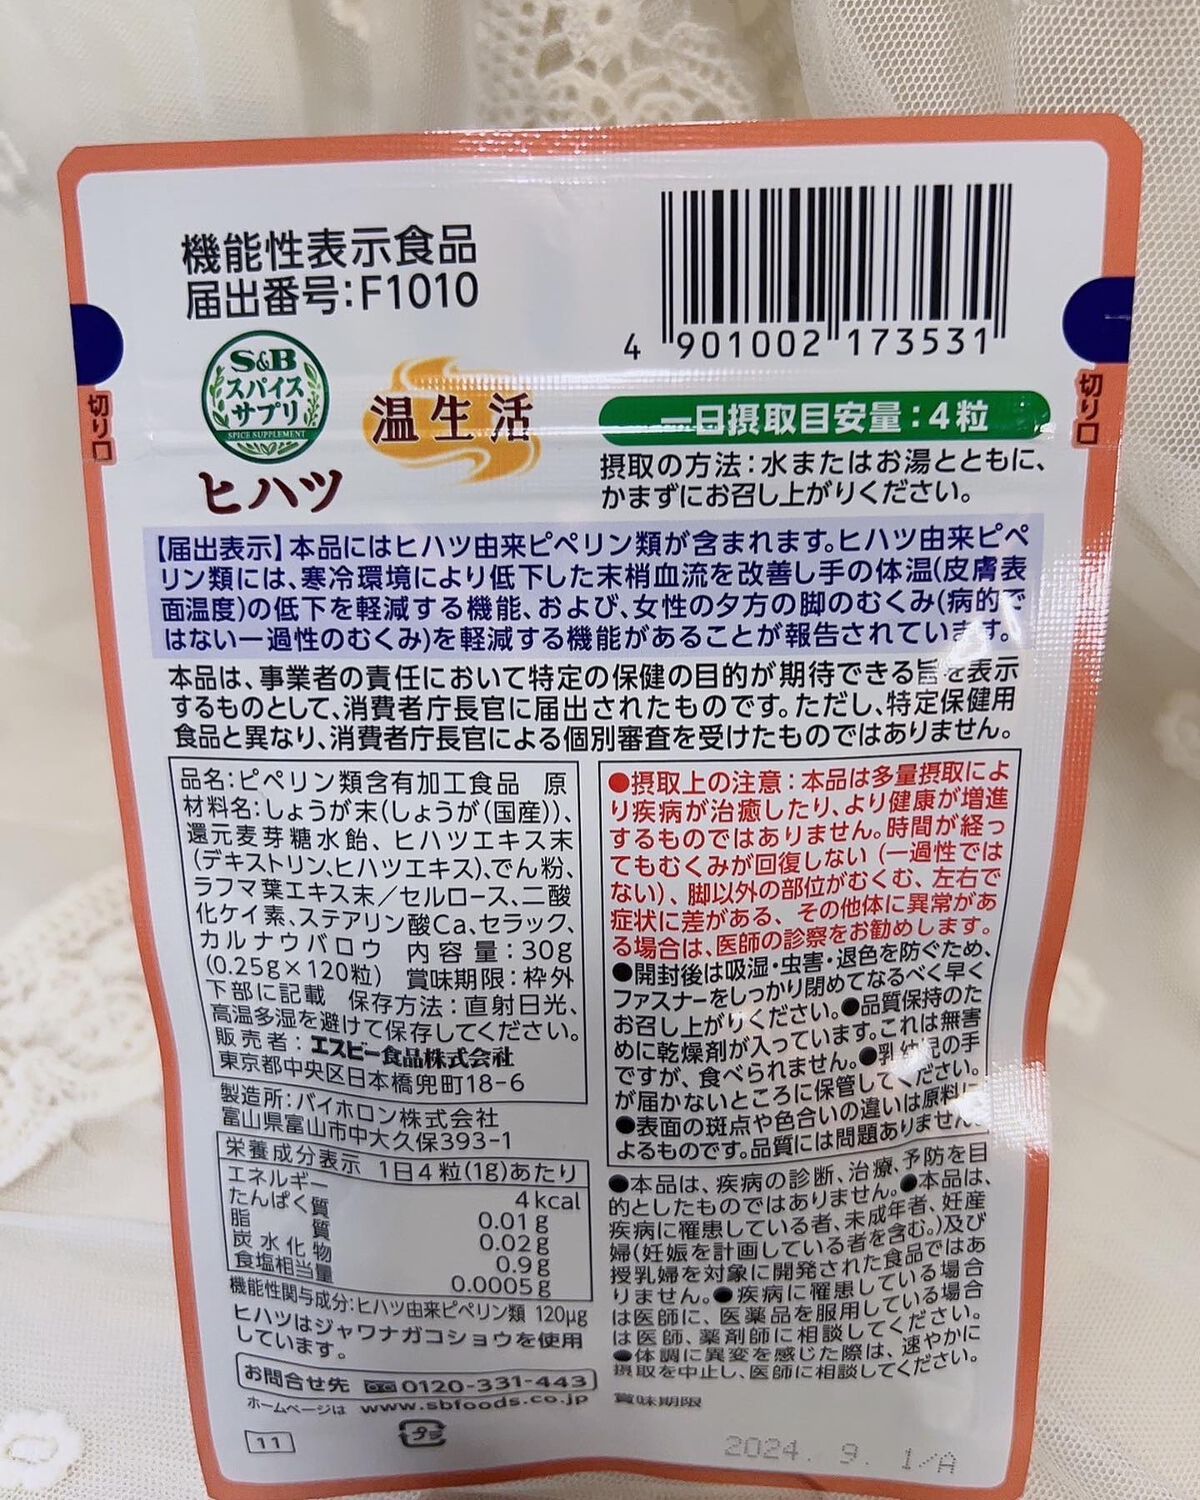 機能性表示食品
届出番号:F1010
4 901002 173531
S&B
スパイス
サプリ
SPICE SUPPLEMENT
ヒハツ
温生活
切り口
切り口
一日摂取目安量:4粒
摂取の方法:水またはお湯とともに、
かまずにお召し上がりください。
【届出表示】本品にはヒハツ由来ピペリン類が含まれます。ヒハツ由来ピペ
リン類には、寒冷環境により低下した末梢血流を改善し手の体温(皮膚表
面温度)の低下を軽減する機能、および、女性の夕方の脚のむくみ(病的で
はない一過性のむくみ)を軽減する機能があることが報告されています。
本品は、事業者の責任において特定の保健の目的が期待できる旨を表示
するものとして、消費者庁長官に届出されたものです。ただし、特定保健用
食品と異なり、消費者庁長官による個別審査を受けたものではありません。
品名:ピペリン類含有加工食品 原
材料名:しょうが末(しょうが(国産))、
還元麦芽糖水飴、ヒハツエキス末
(デキストリン、ヒハツエキス)、でん粉、
ラフマ葉エキス末/セルロース、二酸
化ケイ素、ステアリン酸Ca、セラック、
カルナウバロウ 内容量:30g
(0.25g×120粒) 賞味期限:枠外
下部に記載 保存方法:直射日光、
高温多湿を避けて保存してください。
販売者:エスビー食品株式会社
東京都中央区日本橋兜町18-6
製造所:バイホロン株式会社
富山県富山市中大久保393-1
栄養成分表示 1日4粒(1g)あたり
エネルギー 4kcal
たんぱく質 0.01g
脂質 0.02g
炭水化物 0.9g
食塩相当量 0.0005g
機能性関与成分:ヒハツ由来ピペリン類 120μg
ヒハツはジャワナガコショウを使用
しています。
お問合せ先 0120-331-443
ホームページは www.sbfoods.co.jp
11
プラ
●摂取上の注意:本品は多量摂取によ
り疾病が治癒したり、より健康が増進
するものではありません。時間が経っ
てもむくみが回復しない(一過性では
ない)、脚以外の部位がむくむ、左右で
症状に差がある、その他体に異常があ
る場合は、医師の診察をお勧めします。
●開封後は吸湿・虫害・退色を防ぐため、
ファスナーをしっかり閉めてなるべく早く
お召し上がりください。●品質保持のた
めに乾燥剤が入っています。これは無害
ですが、食べられません。●乳幼児の手
が届かないところに保管してください。
●表面の斑点や色合いの違いは原料に
よるものです。品質には問題ありません。
●本品は、疾病の診断、治療、予防を目
的としたものではありません。●本品は、
疾病に罹患している者、未成年者、妊産
婦(妊娠を計画している者を含む。)及び
授乳婦を対象に開発された食品ではあ
りません。●疾病に罹患している場合
は医師に、医薬品を服用している場合
は医師、薬剤師に相談してください。
●体調に異変を感じた際は、速やかに
摂取を中止し、医師に相談してください。
賞味期限
2024. 9. 1/A